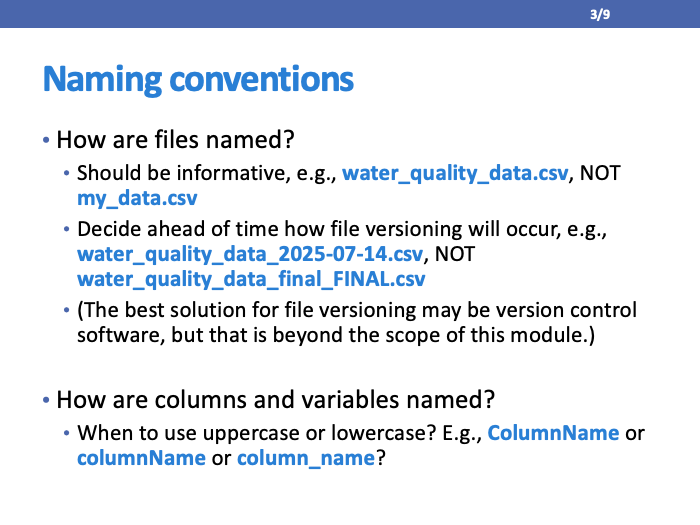 3/9
Naming conventions
• How are files named?
• Should be informative, e.g., water_quality_data.csv, NOT
my_data.csv
• Decide ahead of time how file versioning will occur, e.g.,
water_quality_data_2025-07-14.csv, NOT
water_quality_data_final_FINAL.csv
• (The best solution for file versioning may be version control
software, but that is beyond the scope of this module.)
• How are columns and variables named?
• When to use uppercase or lowercase? E.g., ColumnName or
columnName or column_name?